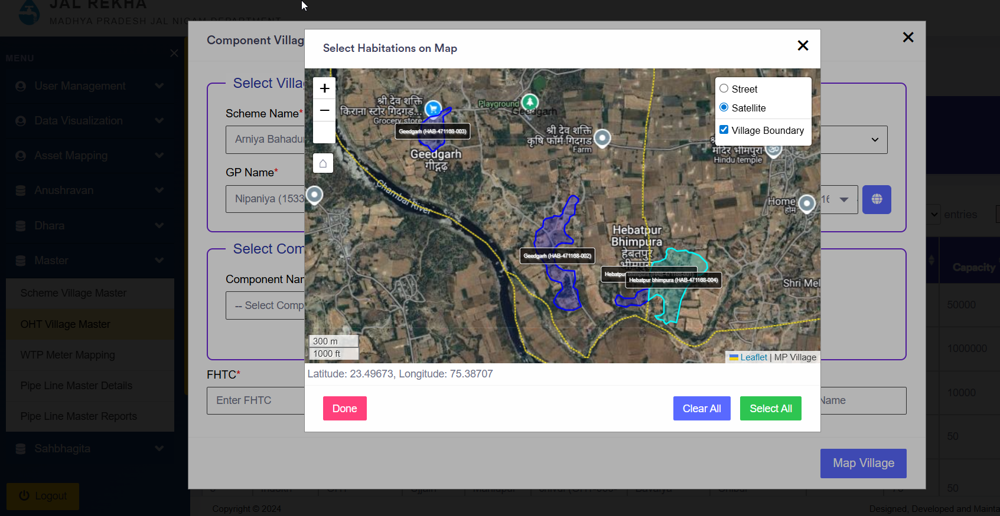 JAL REKHA
MADHYA PRADESH JAL NIGAM DEPARTMENT
MENU
User Management
Data Visualization
Asset Mapping
Anushravan
Dhara
Master
Scheme Village Master
OHT Village Master
WTP Meter Mapping
Pipe Line Master Details
Pipe Line Master Reports
Sahbhagita
Logout
Component Villag
Select Villag
Scheme Name*
Arniya Bahadu
GP Name*
Nipaniya (1533
Select Com
Component Nar
-- Select Comp
FHTC*
Enter FHTC
Name
Map Village
entries
Capacity
50000
1000000
10000
50
50
Copyright © 2024
Designed, Developed and Mainta
Select Habitations on Map
+
−
Street
Satellite
Village Boundary
श्री देव शक्ति
किराना स्टोर गिदगड़...
Grocery store
Geedgarh (HAB-471168-003)
Geedgarh
गीद्गढ़
Playground
Geedgarh
श्री देव शक्ति
कृषि फॉर्म गिदगड
Farm
मंदिर भीमपुरा
Hindu temple
Chambal River
Home
होम
Hebatpur
Bhimpura
हेबतपुर
भीमपुर
Geedgarh (HAB-471168-002)
Hebatpur bhimpura (HAB-471168-001)
Hebatpur bhimpura (HAB-471168-004)
Shri Mel
300 m
1000 ft
Leaflet | MP Village
Latitude: 23.49673, Longitude: 75.38707
Done
Clear All
Select All